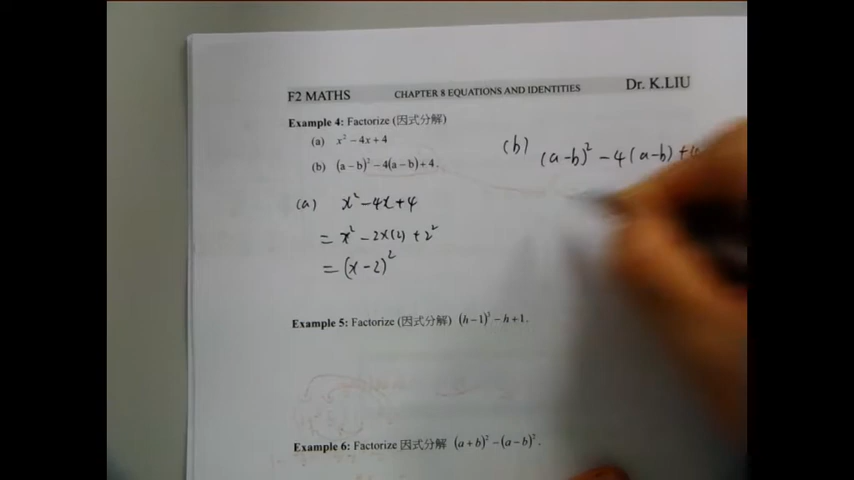 F2 MATHS CHAPTER 8 EQUATIONS AND IDENTITIES Dr. K.LIU
Example 4: Factorize (因式分解)
(a) x² − 4x + 4
(b) (a − b)² − 4(a − b) + 4.
(a) x² − 4x + 4
= x² − 2x(2) + 2²
= (x − 2)²
(b) (a − b)² − 4(a − b) +
Example 5: Factorize (因式分解) (h − 1)³ − h + 1.
Example 6: Factorize 因式分解 (a + b)² − (a − b)².